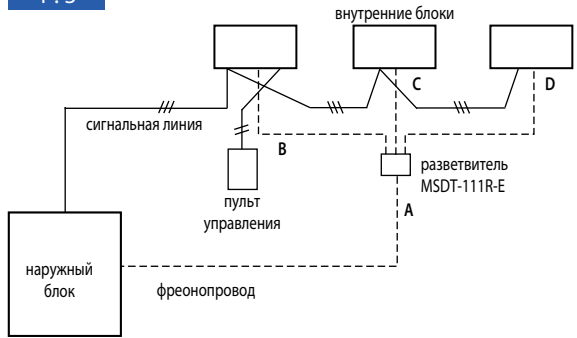 внутренние блоки
C
D
сигнальная линия
B
разветвитель
MSDT-111R-E
пульт
управления
A
наружный
блок
фреонопровод